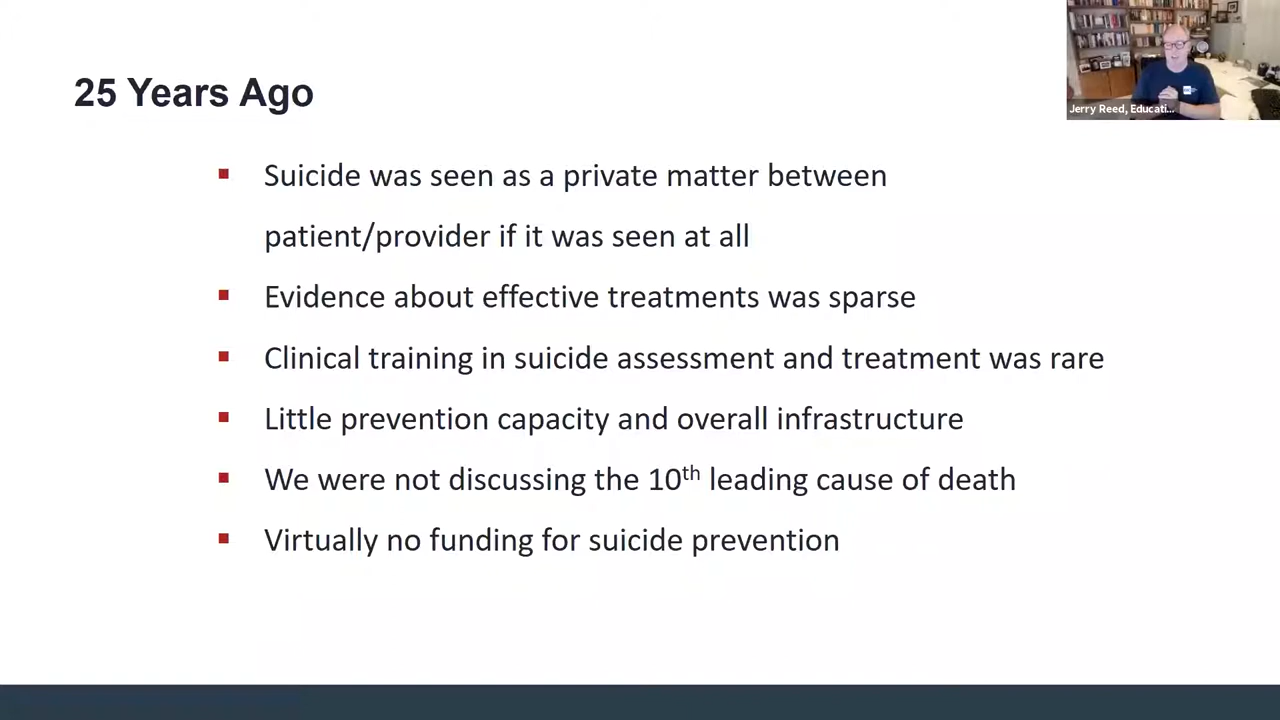 25 Years Ago
Jerry Reed, Educati...
▪ Suicide was seen as a private matter between
patient/provider if it was seen at all
▪ Evidence about effective treatments was sparse
▪ Clinical training in suicide assessment and treatment was rare
▪ Little prevention capacity and overall infrastructure
▪ We were not discussing the 10th leading cause of death
▪ Virtually no funding for suicide prevention